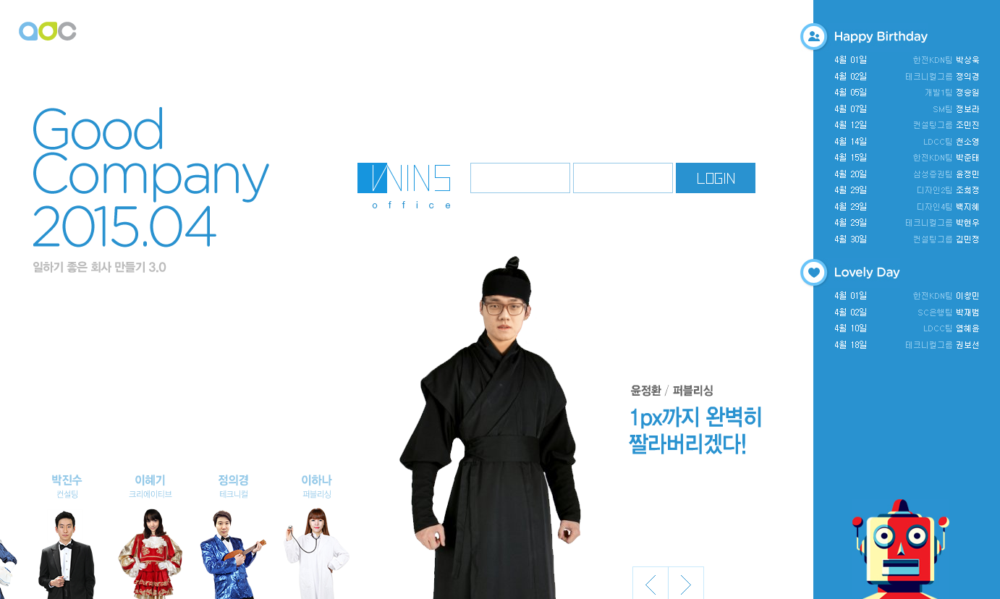 aoc
Good
Company
2015.04
일하기 좋은 회사 만들기 3.0
WINS
office
LOGIN
윤정환 / 퍼블리싱
1px까지 완벽히
짤라버리겠다!
박진수
컨설팅
이혜기
크리에이티브
정의경
테크니컬
이하나
퍼블리싱
Happy Birthday
4월 01일 한전KDN팀 박상욱
4월 02일 테크니컬그룹 정의경
4월 05일 개발1팀 정승원
4월 07일 SM팀 정보라
4월 12일 컨설팅그룹 조민진
4월 14일 LDCC팀 천소영
4월 15일 한전KDN팀 박준태
4월 20일 삼성증권팀 윤정민
4월 29일 디자인2팀 조희정
4월 29일 디자인4팀 백지혜
4월 29일 테크니컬그룹 박현우
4월 30일 컨설팅그룹 김민정
Lovely Day
4월 01일 한전KDN팀 이창민
4월 02일 SC은행팀 박재범
4월 10일 LDCC팀 염혜윤
4월 18일 테크니컬그룹 권보선